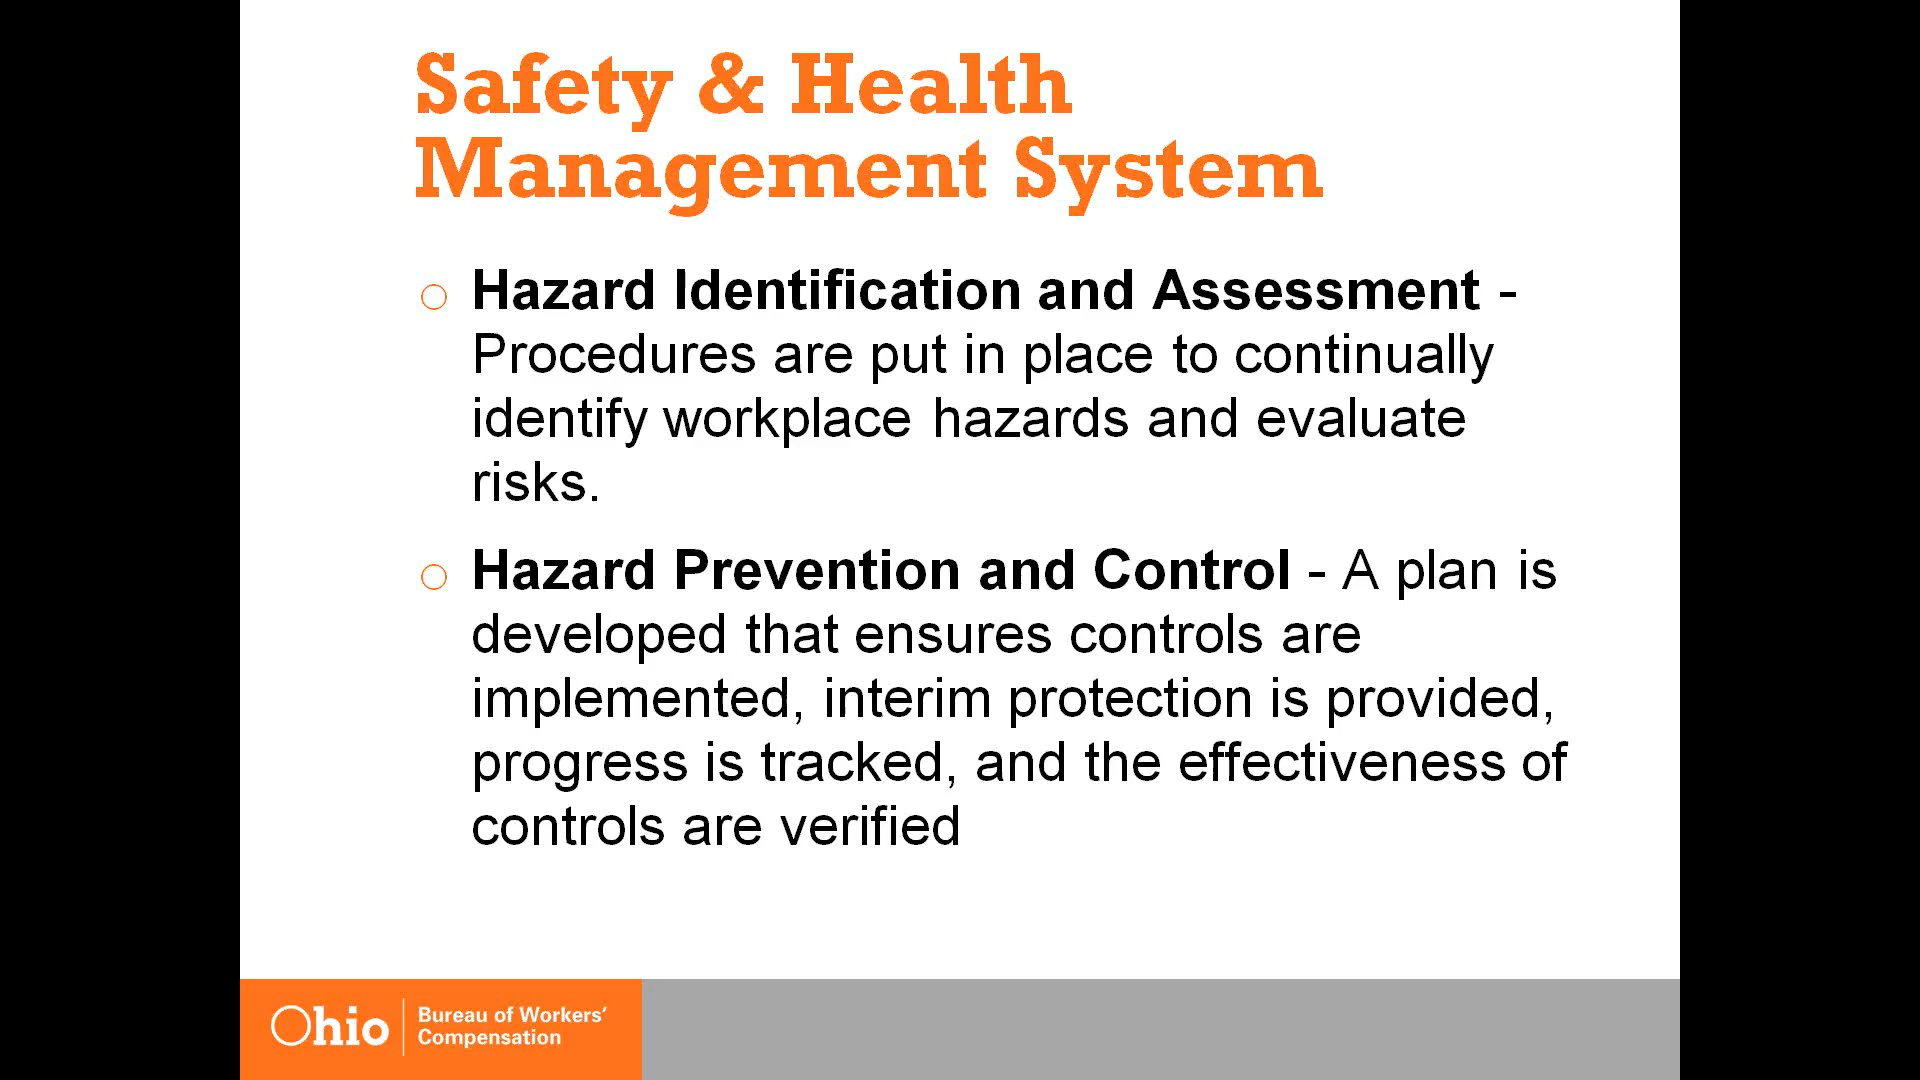 Safety & Health
Management System
Hazard Identification and Assessment -
Procedures are put in place to continually
identify workplace hazards and evaluate
risks.
Hazard Prevention and Control - A plan is
developed that ensures controls are
implemented, interim protection is provided,
progress is tracked, and the effectiveness of
controls are verified
Ohio
Bureau of Workers’
Compensation